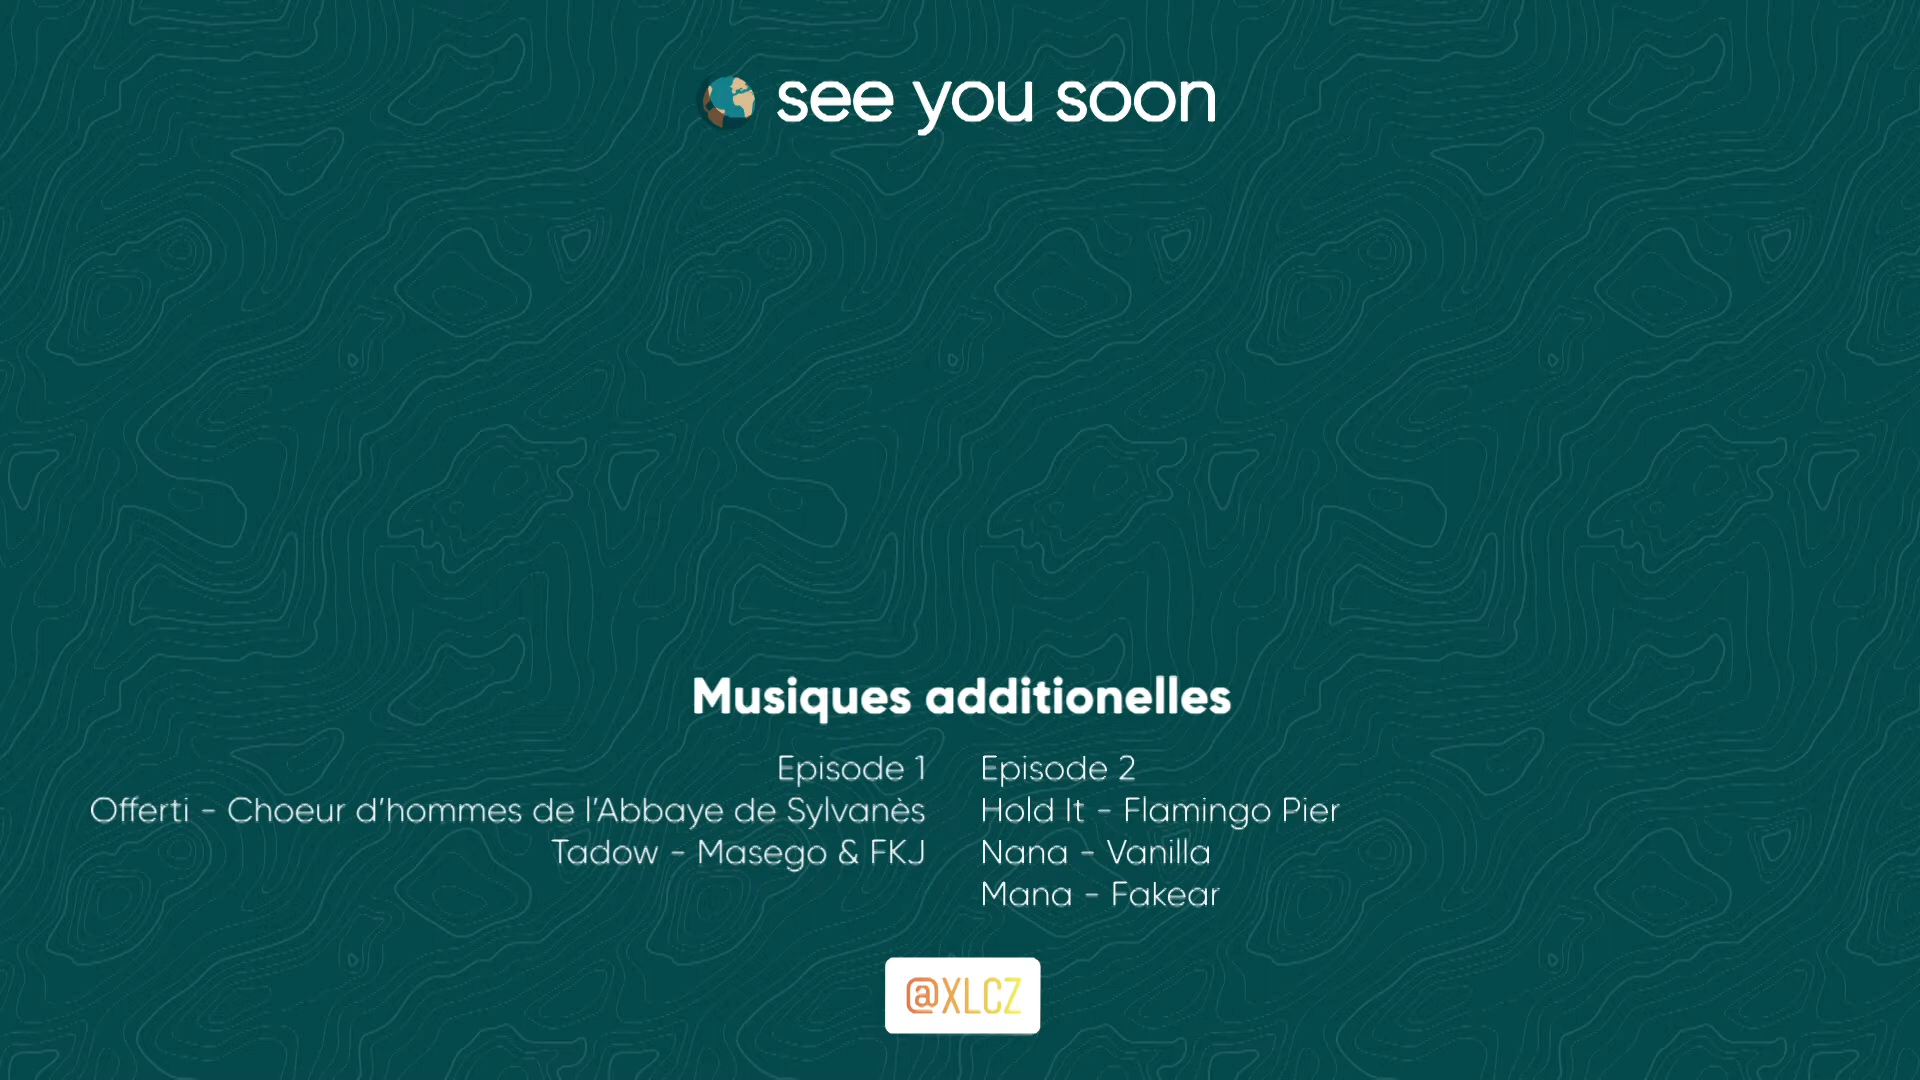 see you soon
Musiques additionelles
Episode 1
Offerti - Choeur d'hommes de l'Abbaye de Sylvanès
Tadow - Masego & FKJ
Episode 2
Hold It - Flamingo Pier
Nana - Vanilla
Mana - Fakear
@XLCZ